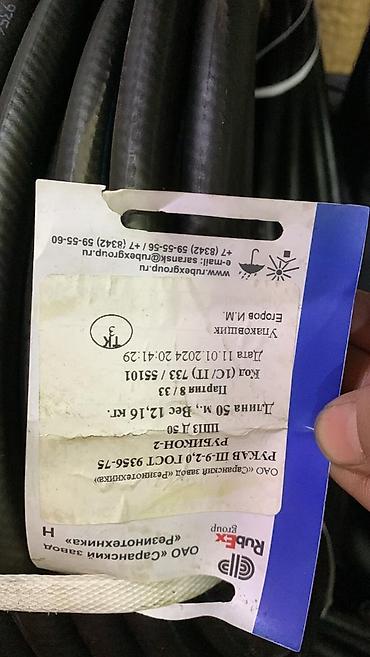 RubEx
group
ОАО «Саранский завод
«Резинотехника»
Н
ОАО «Саранский завод «Резинотехника»
РУКАВ III-9-2,0 ГОСТ 9356-75
РУБИКОН-2
Д 50
Длина 50 м., Вес 12,16 кг.
Партия 8 / 33
Код (1С/ІТ) 733 / 55101
Дата 11.01.2024 20:41:29
Упаковщик
Егоров И.М.
ТК
3
www.rubexgroup.ru
e-mail: saransk@rubexgroup.ru
+7 (8342) 59-55-56 / +7 (8342) 59-55-60